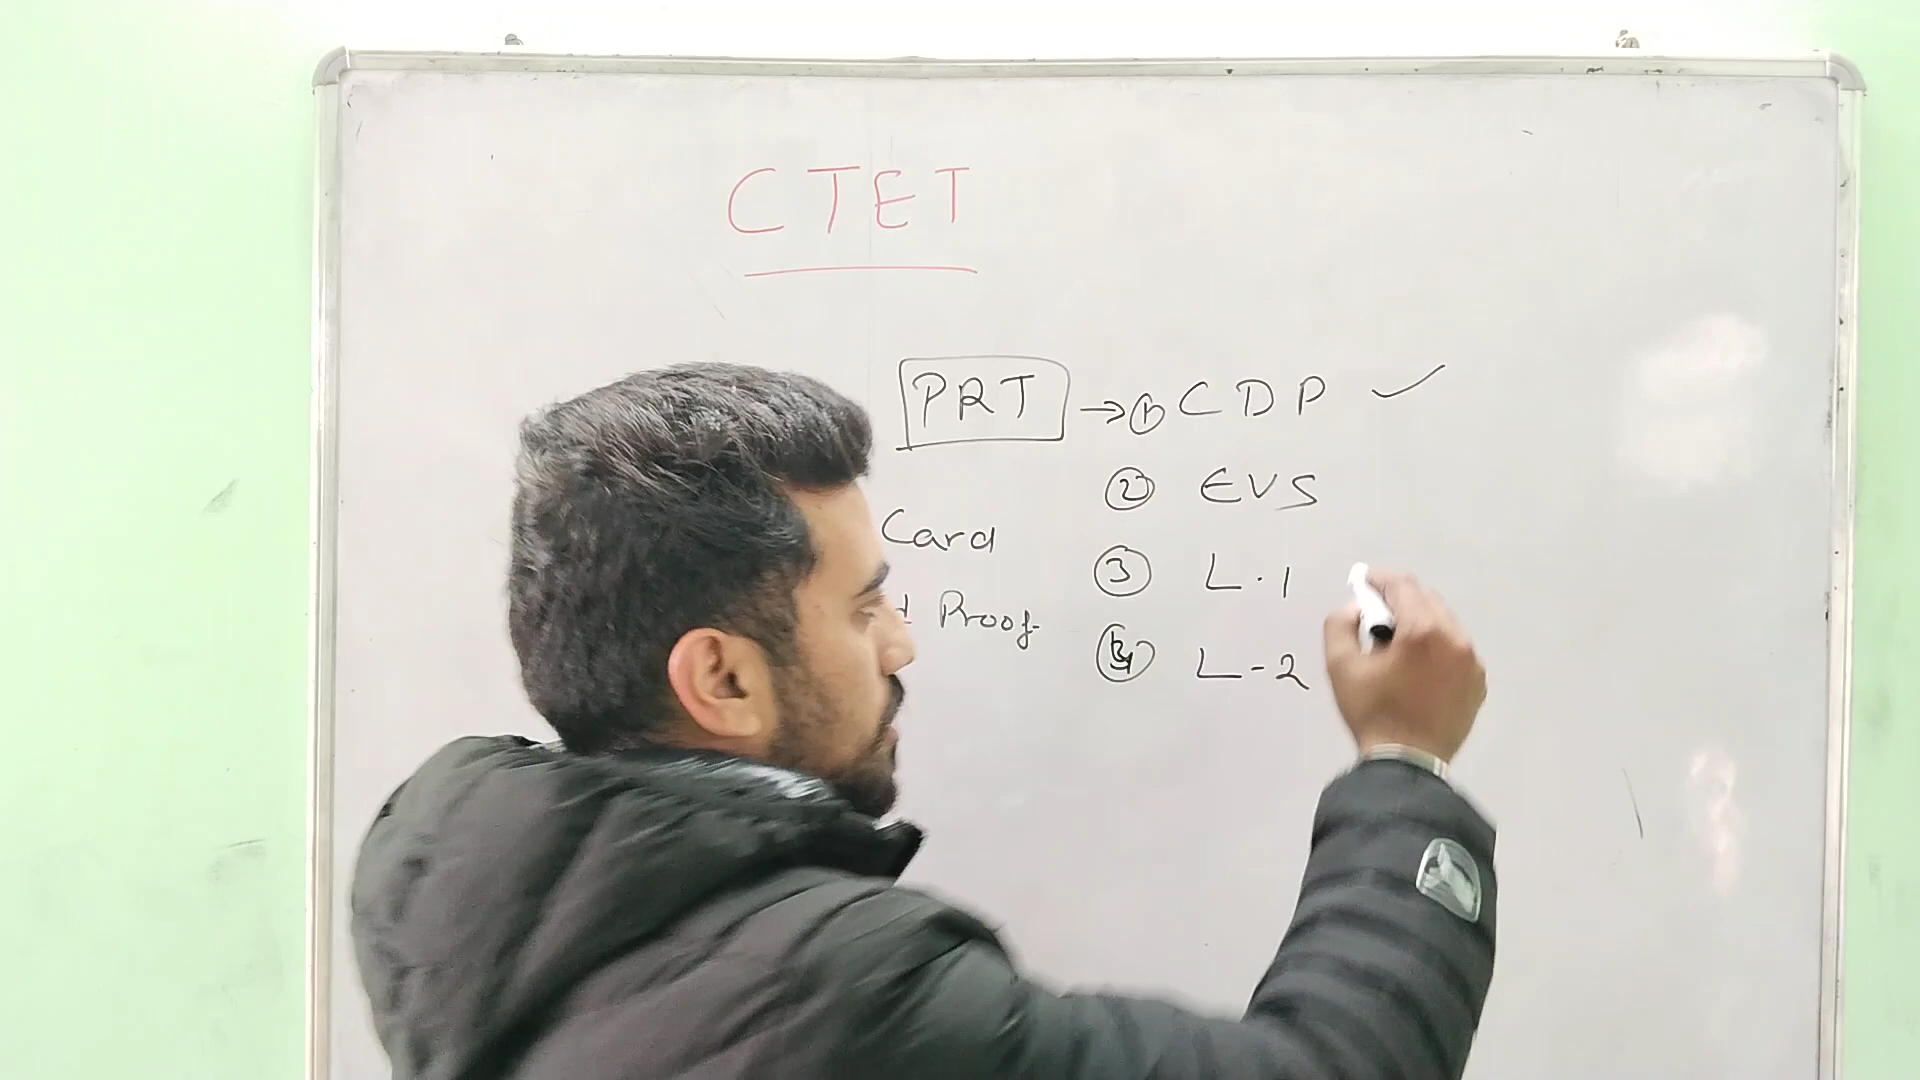 CTET
PRT → ① CDP ✓
② EVS
Card
③ L.1
Proof
④ L-2